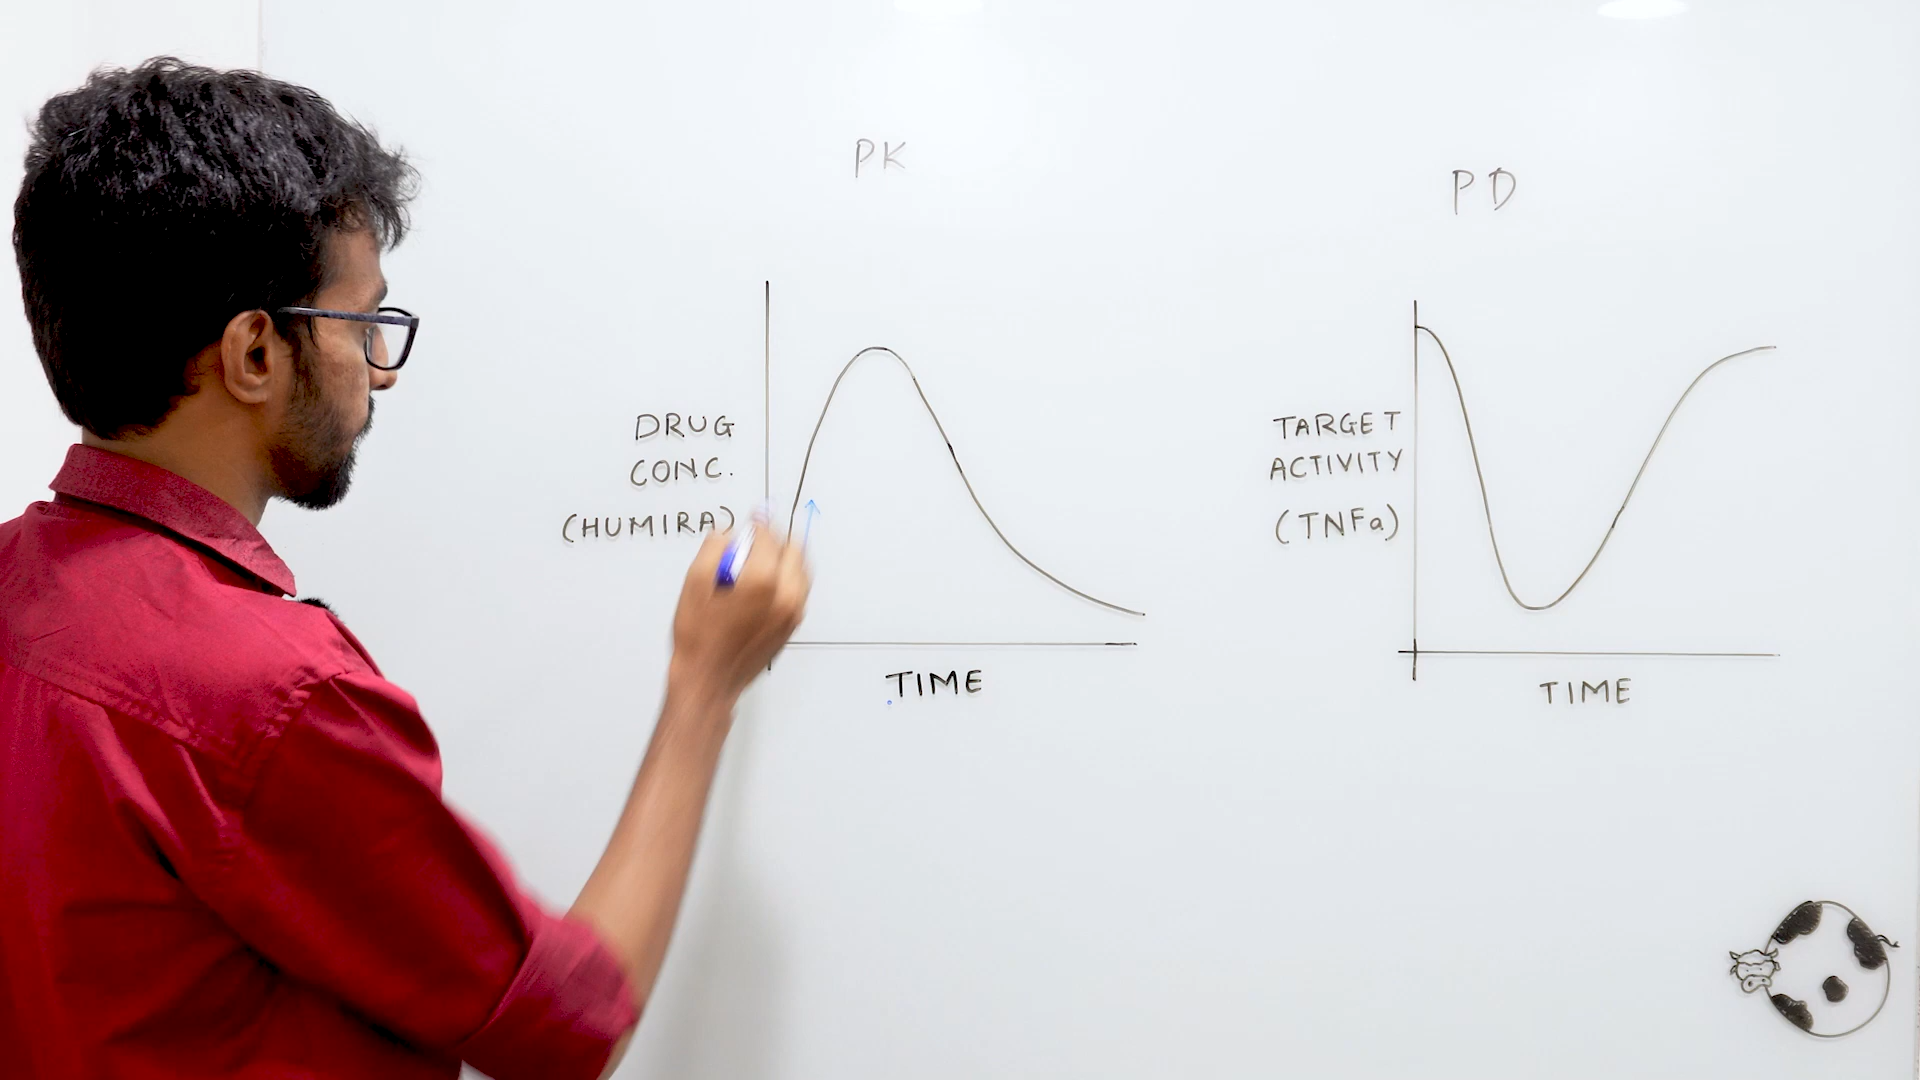 PK
DRUG
CONC.
(HUMIRA)
TIME
PD
TARGET
ACTIVITY
(TNFa)
TIME